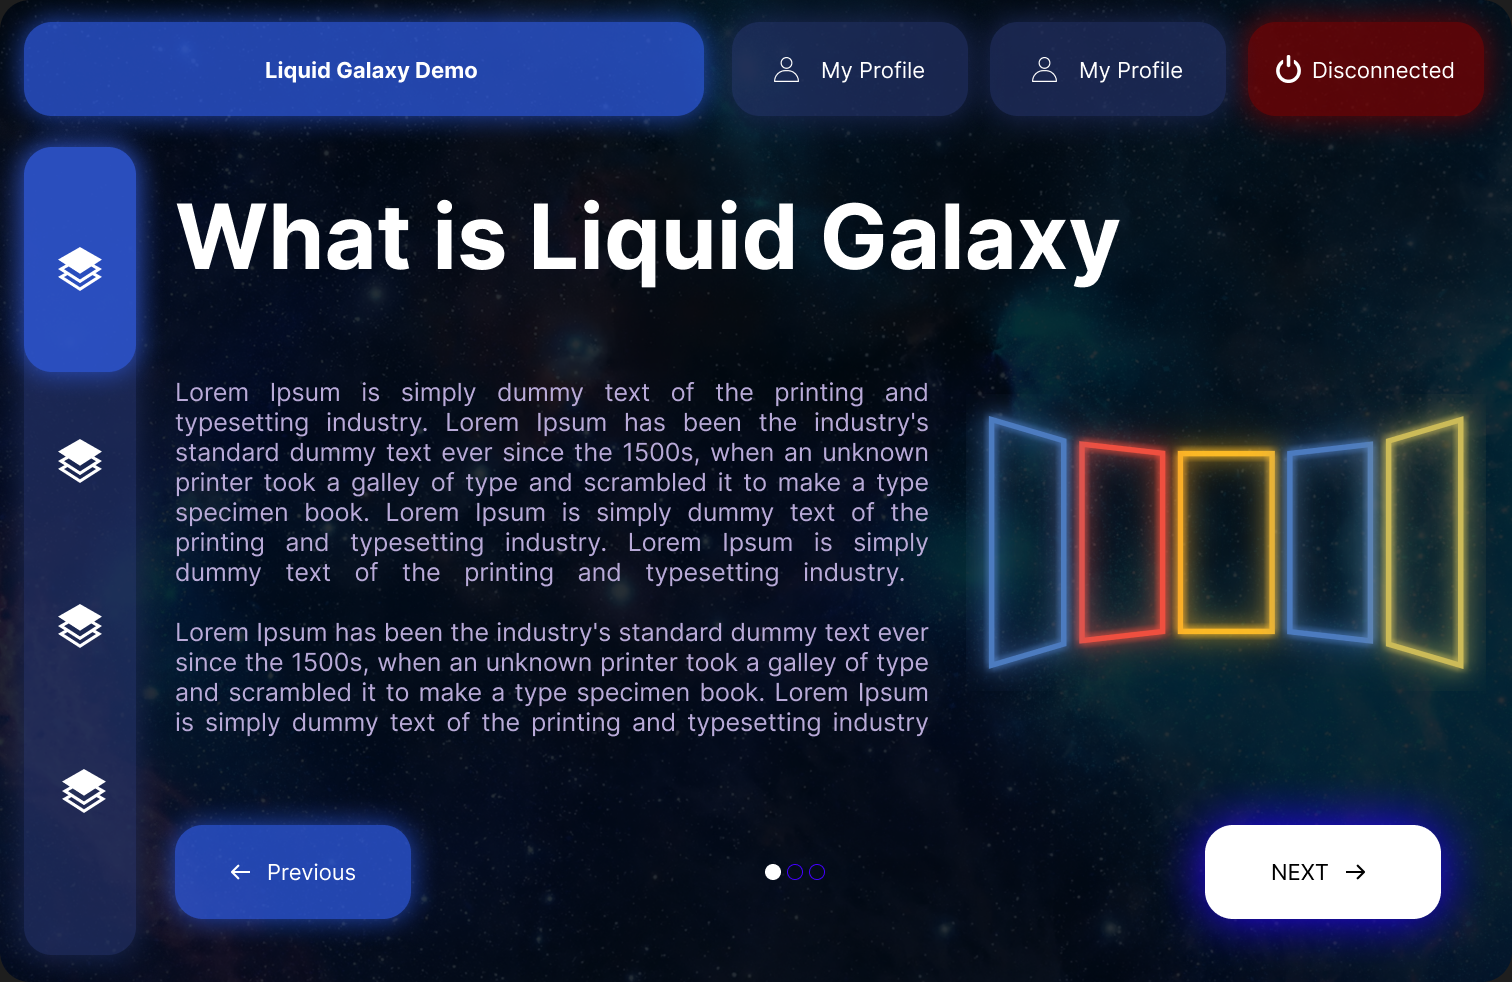 Liquid Galaxy Demo
My Profile
My Profile
Disconnected
What is Liquid Galaxy
Lorem Ipsum is simply dummy text of the printing and
typesetting industry. Lorem Ipsum has been the industry's
standard dummy text ever since the 1500s, when an unknown
printer took a galley of type and scrambled it to make a type
specimen book. Lorem Ipsum is simply dummy text of the
printing and typesetting industry. Lorem Ipsum is simply
dummy text of the printing and typesetting industry.
Lorem Ipsum has been the industry's standard dummy text ever
since the 1500s, when an unknown printer took a galley of type
and scrambled it to make a type specimen book. Lorem Ipsum
is simply dummy text of the printing and typesetting industry
Previous
NEXT